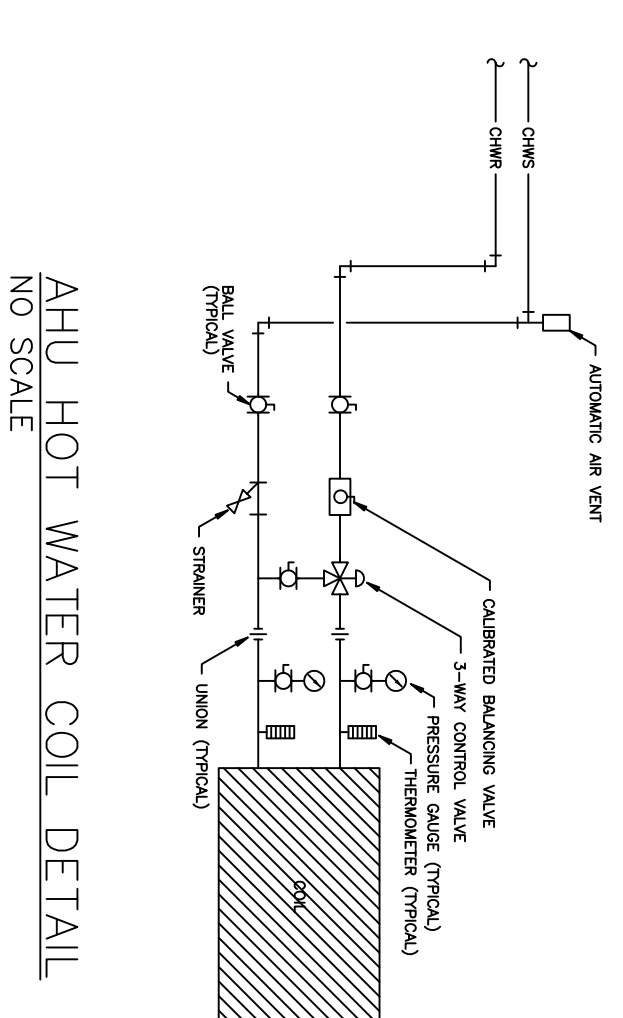 AUTOMATIC AIR VENT
CHWS
CHWR
CALIBRATED BALANCING VALVE
3-WAY CONTROL VALVE
PRESSURE GAUGE (TYPICAL)
THERMOMETER (TYPICAL)
BALL VALVE
(TYPICAL)
STRAINER
UNION (TYPICAL)
COIL
AHU HOT WATER COIL DETAIL
NO SCALE